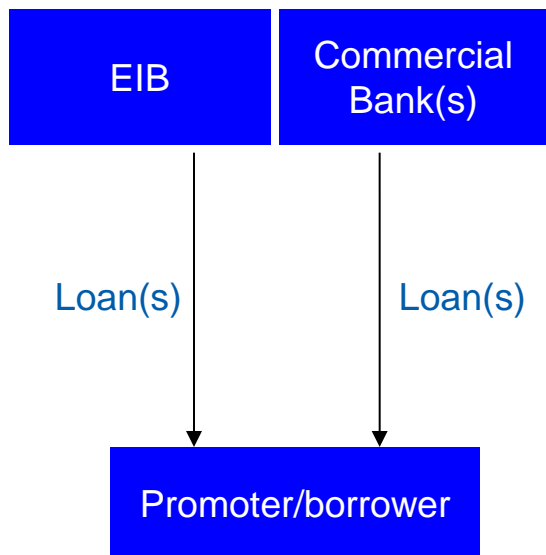 EIB
Commercial
Bank(s)
Loan(s)
Loan(s)
Promoter/borrower